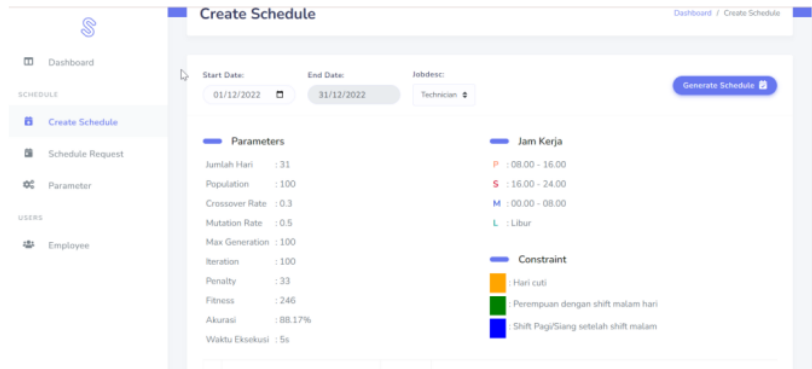 Create Schedule
Dashboard / Create Schedule
Dashboard
SCHEDULE
Create Schedule
Schedule Request
Parameter
USERS
Employee
Start Date:
End Date:
Jobdesc:
01/12/2022
31/12/2022
Technician
Generate Schedule
Parameters
Jumlah Hari : 31
Population : 100
Crossover Rate : 0.3
Mutation Rate : 0.5
Max Generation : 100
Iteration : 100
Penalty : 33
Fitness : 246
Akurasi : 88.17%
Waktu Eksekusi : 5s
Jam Kerja
P : 08.00 - 16.00
S : 16.00 - 24.00
M : 00.00 - 08.00
L : Libur
Constraint
: Hari cuti
: Perempuan dengan shift malam hari
: Shift Pagi/Siang setelah shift malam